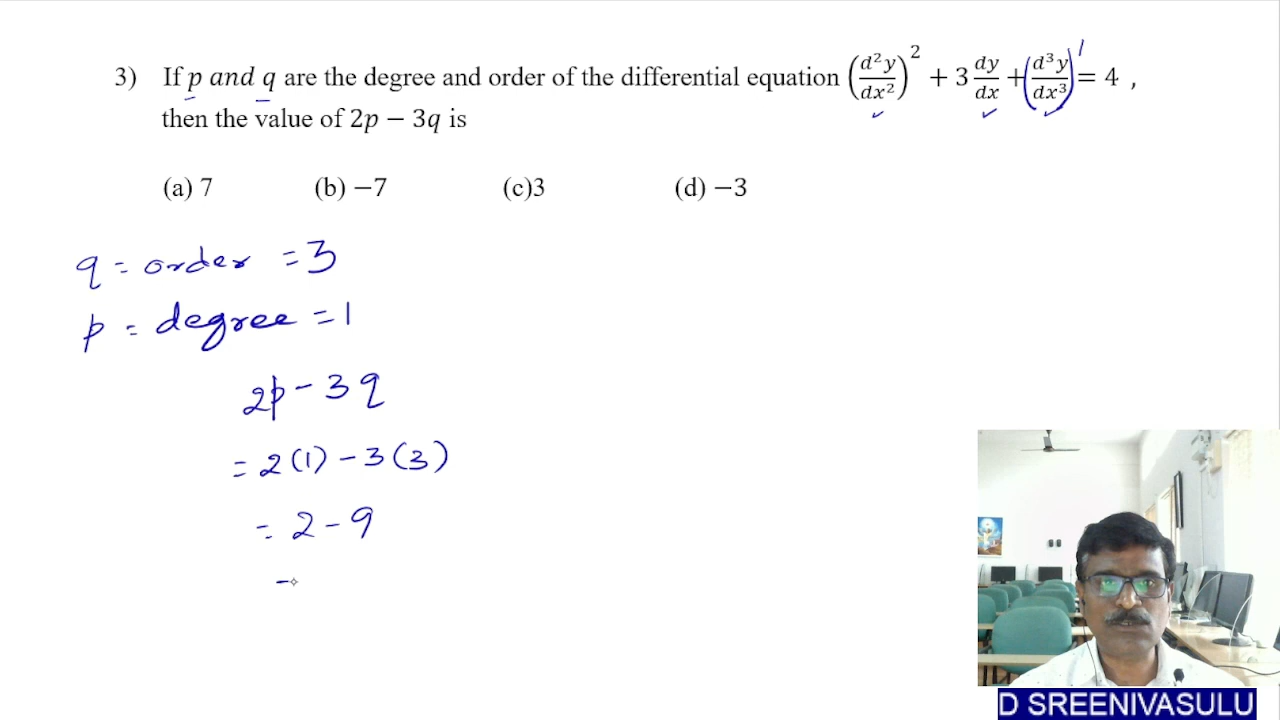 3) If p and q are the degree and order of the differential equation (d²y/dx²)² + 3 dy/dx + (d³y/dx³)¹ = 4 ,
then the value of 2p − 3q is
(a) 7 (b) −7 (c)3 (d) −3
q = order = 3
p = degree = 1
2p - 3q
= 2(1) - 3(3)
= 2 - 9
D SREENIVASULU